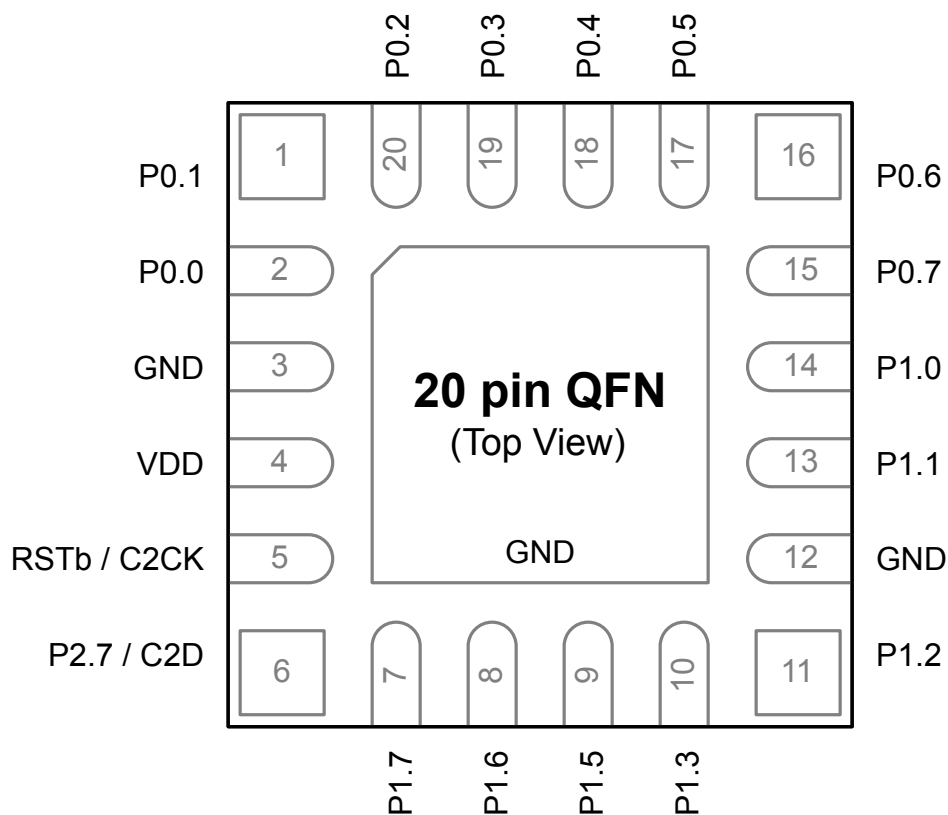 P0.2
P0.3
P0.4
P0.5
1
20
19
18
17
16
P0.1
P0.6
P0.0
2
15
P0.7
GND
3
14
P1.0
20 pin QFN
(Top View)
VDD
4
13
P1.1
RSTb / C2CK
5
GND
12
GND
P2.7 / C2D
6
7
8
9
10
11
P1.2
P1.7
P1.6
P1.5
P1.3